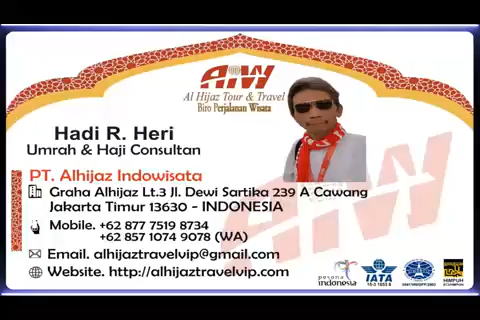 AIW
Al Hijaz Tour & Travel
Biro Perjalanan Wisata
Hadi R. Heri
Umrah & Haji Consultan
PT. Alhijaz Indowisata
Graha Alhijaz Lt.3 Jl. Dewi Sartika 239 A Cawang
Jakarta Timur 13630 - INDONESIA
Mobile. +62 877 7519 8734
+62 857 1074 9078 (WA)
Email. alhijaztravelvip@gmail.com
Website. http://alhijaztravelvip.com
pesona
indonesia
IATA
HIMPUH